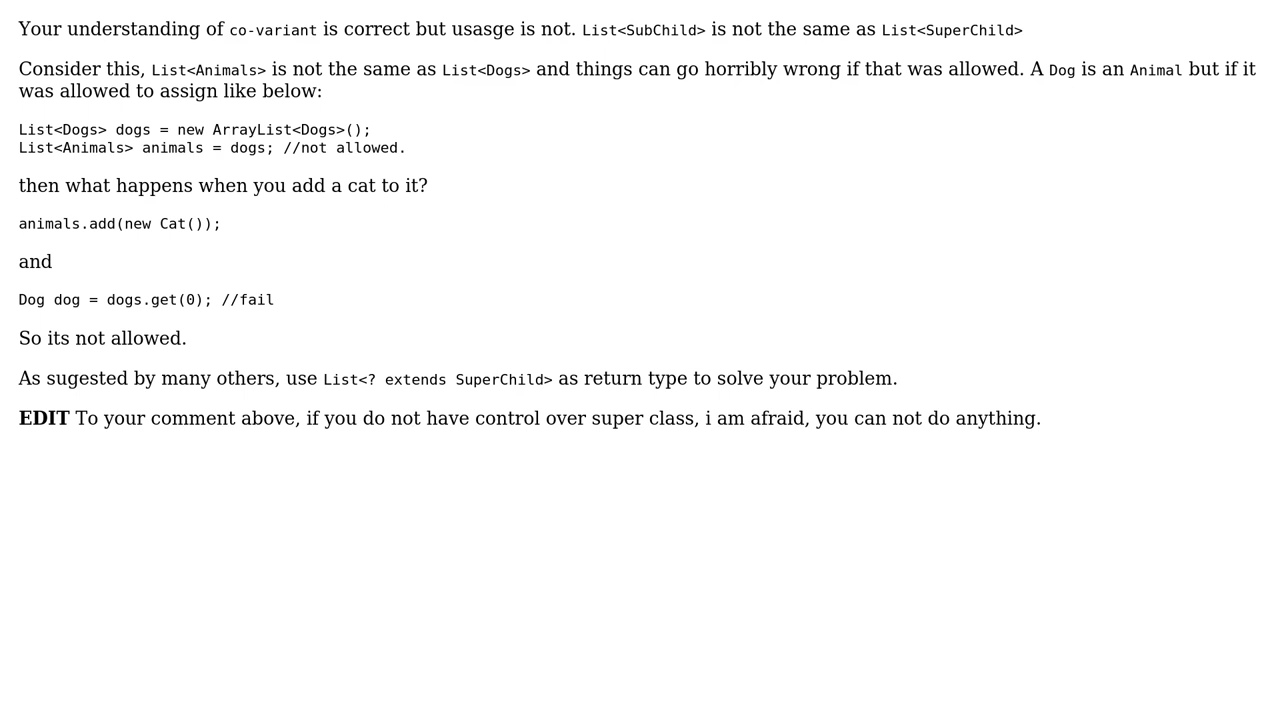 Your understanding of co-variant is correct but usasge is not. List<SubChild> is not the same as List<SuperChild>
Consider this, List<Animals> is not the same as List<Dogs> and things can go horribly wrong if that was allowed. A Dog is an Animal but if it
was allowed to assign like below:
List<Dogs> dogs = new ArrayList<Dogs>();
List<Animals> animals = dogs; //not allowed.
then what happens when you add a cat to it?
animals.add(new Cat());
and
Dog dog = dogs.get(0); //fail
So its not allowed.
As sugested by many others, use List<? extends SuperChild> as return type to solve your problem.
EDIT To your comment above, if you do not have control over super class, i am afraid, you can not do anything.